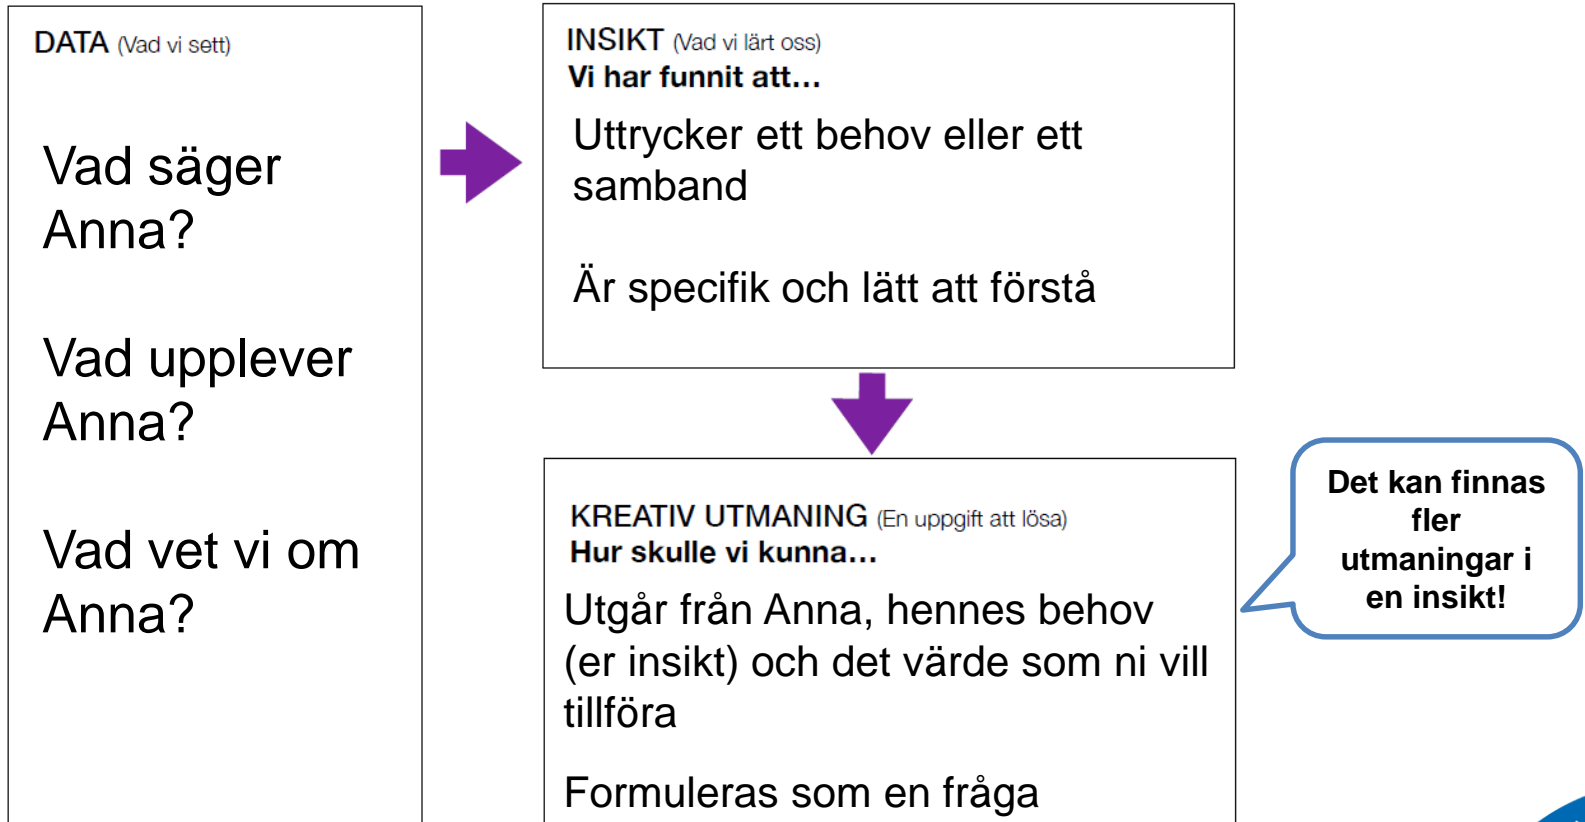 DATA (Vad vi sett)
Vad säger
Anna?
Vad upplever
Anna?
Vad vet vi om
Anna?
INSIKT (Vad vi lärt oss)
Vi har funnit att...
Uttrycker ett behov eller ett
samband
Är specifik och lätt att förstå
KREATIV UTMANING (En uppgift att lösa)
Hur skulle vi kunna...
Utgår från Anna, hennes behov
(er insikt) och det värde som ni vill
tillföra
Formuleras som en fråga
Det kan finnas
fler
utmaningar i
en insikt!